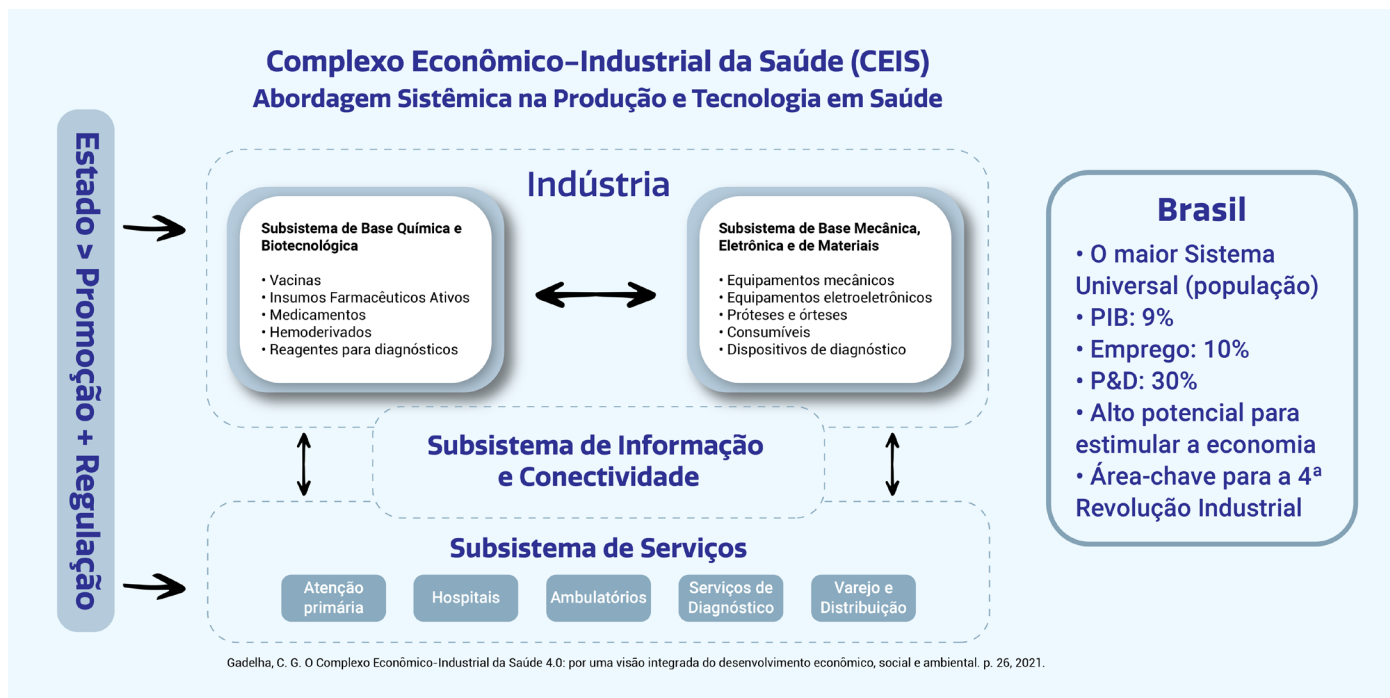 Complexo Econômico-Industrial da Saúde (CEIS)
Abordagem Sistêmica na Produção e Tecnologia em Saúde
Estado > Promoção + Regulação
Indústria
Subsistema de Base Química e
Biotecnológica
• Vacinas
• Insumos Farmacêuticos Ativos
• Medicamentos
• Hemoderivados
• Reagentes para diagnósticos
Subsistema de Base Mecânica,
Eletrônica e de Materiais
• Equipamentos mecânicos
• Equipamentos eletroeletrônicos
• Próteses e órteses
• Consumíveis
• Dispositivos de diagnóstico
Subsistema de Informação
e Conectividade
Subsistema de Serviços
Atenção
primária
Hospitais
Ambulatórios
Serviços de
Diagnóstico
Varejo e
Distribuição
Brasil
• O maior Sistema
Universal (população)
• PIB: 9%
• Emprego: 10%
• P&D: 30%
• Alto potencial para
estimular a economia
• Área-chave para a 4ª
Revolução Industrial
Gadelha, C. G. O Complexo Econômico-Industrial da Saúde 4.0: por uma visão integrada do desenvolvimento econômico, social e ambiental. p. 26, 2021.